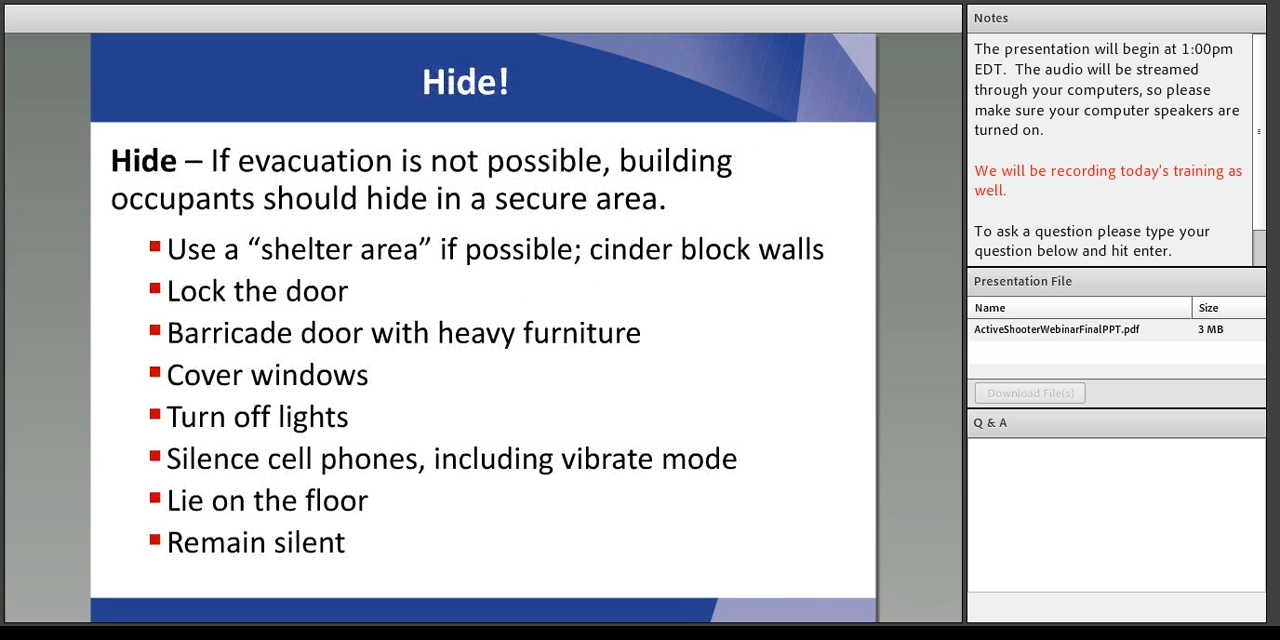 Hide!
Hide – If evacuation is not possible, building
occupants should hide in a secure area.
Use a “shelter area” if possible; cinder block walls
Lock the door
Barricade door with heavy furniture
Cover windows
Turn off lights
Silence cell phones, including vibrate mode
Lie on the floor
Remain silent
Notes
The presentation will begin at 1:00pm
EDT. The audio will be streamed
through your computers, so please
make sure your computer speakers are
turned on.
We will be recording today's training as
well.
To ask a question please type your
question below and hit enter.
Presentation File
Name Size
ActiveShooterWebinarFinalPPT.pdf 3 MB
Download File(s)
Q & A